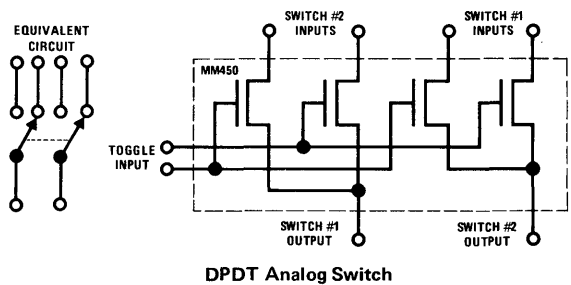 SWITCH #2
INPUTS
SWITCH #1
INPUTS
EQUIVALENT
CIRCUIT
MM450
TOGGLE
INPUT
SWITCH #1
OUTPUT
SWITCH #2
OUTPUT
DPDT Analog Switch